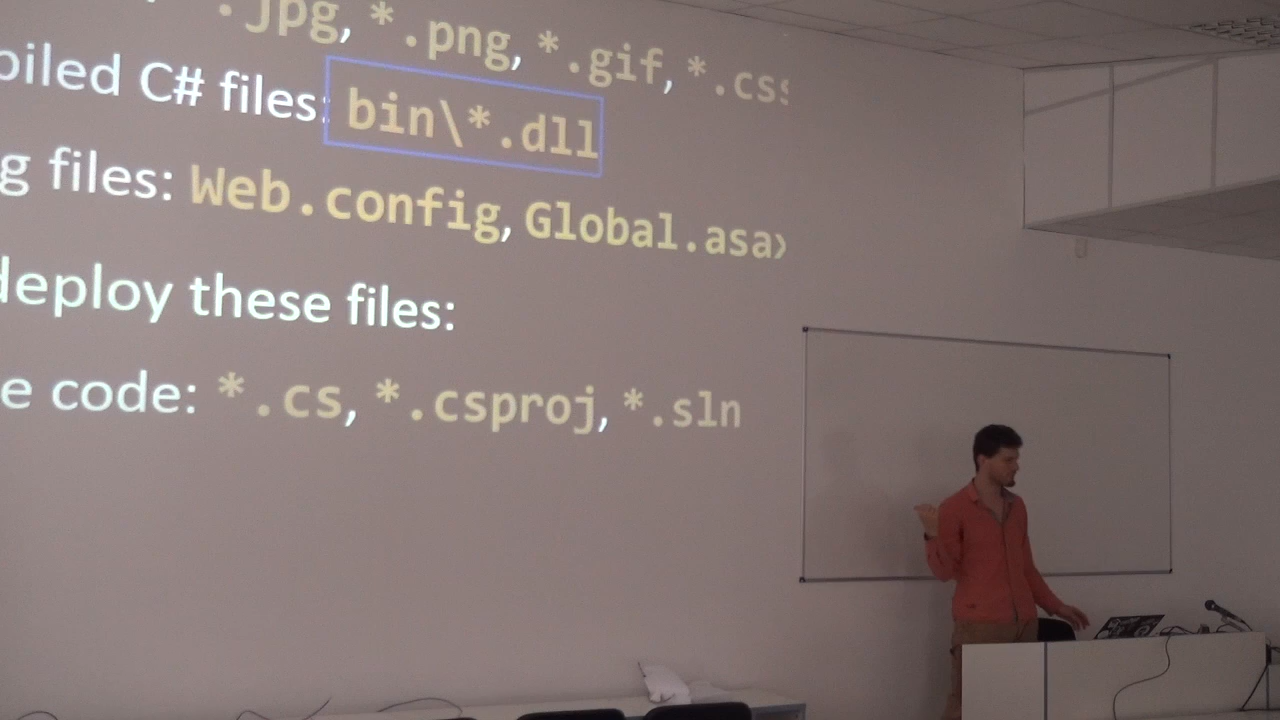 .jpg, *.png, *.gif, *.css
piled C# files: bin\*.dll
g files: Web.config, Global.asax
deploy these files:
e code: *.cs, *.csproj, *.sln